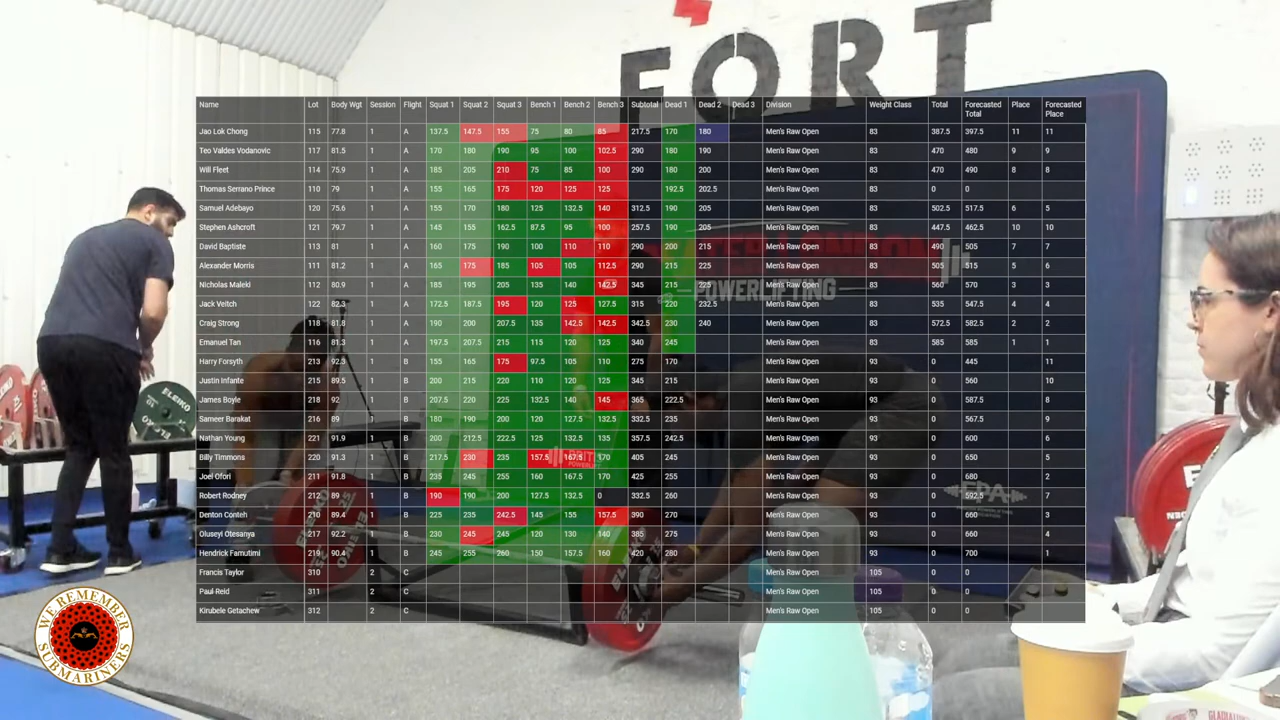 FORT
Name Lot Body Wgt Session Flight Squat 1 Squat 2 Squat 3 Bench 1 Bench 2 Bench 3 Subtotal Dead 1 Dead 2 Dead 3 Division Weight Class Total Forecasted Total Place Forecasted Place
Jao Lok Chong 115 77.8 1 A 137.5 147.5 155 75 80 85 217.5 170 180 Men's Raw Open 83 387.5 397.5 11 11
Teo Valdes Vodanovic 117 81.5 1 A 170 180 190 95 100 102.5 290 180 190 Men's Raw Open 83 470 480 9 9
Will Fleet 114 75.9 1 A 185 205 210 75 85 100 290 180 200 Men's Raw Open 83 470 490 8 8
Thomas Serrano Prince 110 79 1 A 155 165 175 120 125 125 192.5 202.5 Men's Raw Open 83 0 0
Samuel Adebayo 120 75.6 1 A 155 170 180 125 132.5 140 312.5 190 205 Men's Raw Open 83 502.5 517.5 6 5
Stephen Ashcroft 121 79.7 1 A 145 155 162.5 87.5 95 100 257.5 190 205 Men's Raw Open 83 447.5 462.5 10 10
David Baptiste 113 81 1 A 160 175 190 100 110 110 290 200 215 Men's Raw Open 83 490 505 7 7
Alexander Morris 111 81.2 1 A 165 175 185 105 105 112.5 290 215 225 Men's Raw Open 83 505 515 5 6
Nicholas Maleki 112 80.9 1 A 185 195 205 135 140 142.5 345 215 225 Men's Raw Open 83 560 570 3 3
Jack Veitch 122 82.3 1 A 172.5 187.5 195 120 125 127.5 315 220 232.5 Men's Raw Open 83 535 547.5 4 4
Craig Strong 118 81.8 1 A 190 200 207.5 135 142.5 142.5 342.5 230 240 Men's Raw Open 83 572.5 582.5 2 2
Emanuel Tan 116 81.3 1 A 197.5 207.5 215 115 120 125 340 245 Men's Raw Open 83 585 585 1 1
Harry Forsyth 213 92.5 1 B 155 165 175 97.5 105 110 275 170 Men's Raw Open 93 0 445 11
Justin Infante 215 89.5 1 B 200 215 220 110 120 125 345 215 Men's Raw Open 93 0 560 10
James Boyle 218 92 1 B 207.5 220 225 132.5 140 145 365 222.5 Men's Raw Open 93 0 587.5 8
Sameer Barakat 216 89 1 B 180 190 200 120 127.5 132.5 332.5 235 Men's Raw Open 93 0 567.5 9
Nathan Young 221 91.9 1 B 200 212.5 222.5 125 132.5 135 357.5 242.5 Men's Raw Open 93 0 600 6
Billy Timmons 220 91.3 1 B 217.5 230 235 157.5 167.5 170 405 245 Men's Raw Open 93 0 650 5
Joel Ofori 211 91.8 1 B 235 245 255 160 167.5 170 425 255 Men's Raw Open 93 0 680 2
Robert Rodney 212 89 1 B 190 190 200 127.5 132.5 0 332.5 260 Men's Raw Open 93 0 592.5 7
Denton Conteh 210 89.4 1 B 225 235 242.5 145 155 157.5 390 270 Men's Raw Open 93 0 660 3
Oluseyi Otesanya 217 92.2 1 B 230 245 245 120 130 140 385 275 Men's Raw Open 93 0 660 4
Hendrick Famutimi 219 90.4 1 B 245 255 260 150 157.5 160 420 280 Men's Raw Open 93 0 700 1
Francis Taylor 310 2 C Men's Raw Open 105 0 0
Paul Reid 311 2 C Men's Raw Open 105 0 0
Kirubele Getachew 312 2 C Men's Raw Open 105 0 0
POWERLIFTING
EPA
ELEIKO
WE REMEMBER
SUBMARINERS